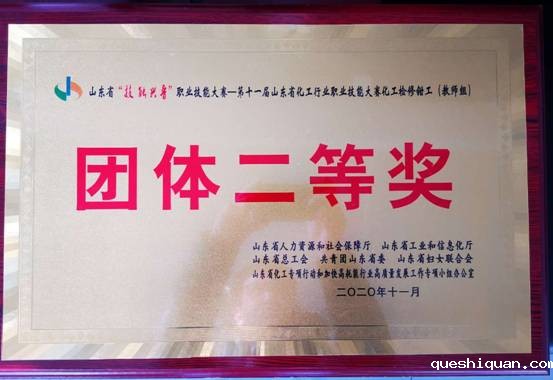 山东省“技能兴鲁”职业技能大赛—第十一届山东省化工行业职业技能大赛化工检修钳工（教师组）
团体二等奖
山东省人力资源和社会保障厅 山东省工业和信息化厅
山东省总工会 共青团山东省委 山东省妇女联合会
山东省化工专项行动和加快高耗能行业高质量发展工作专项小组办公室
二〇二〇年十一月
queshiquan.com